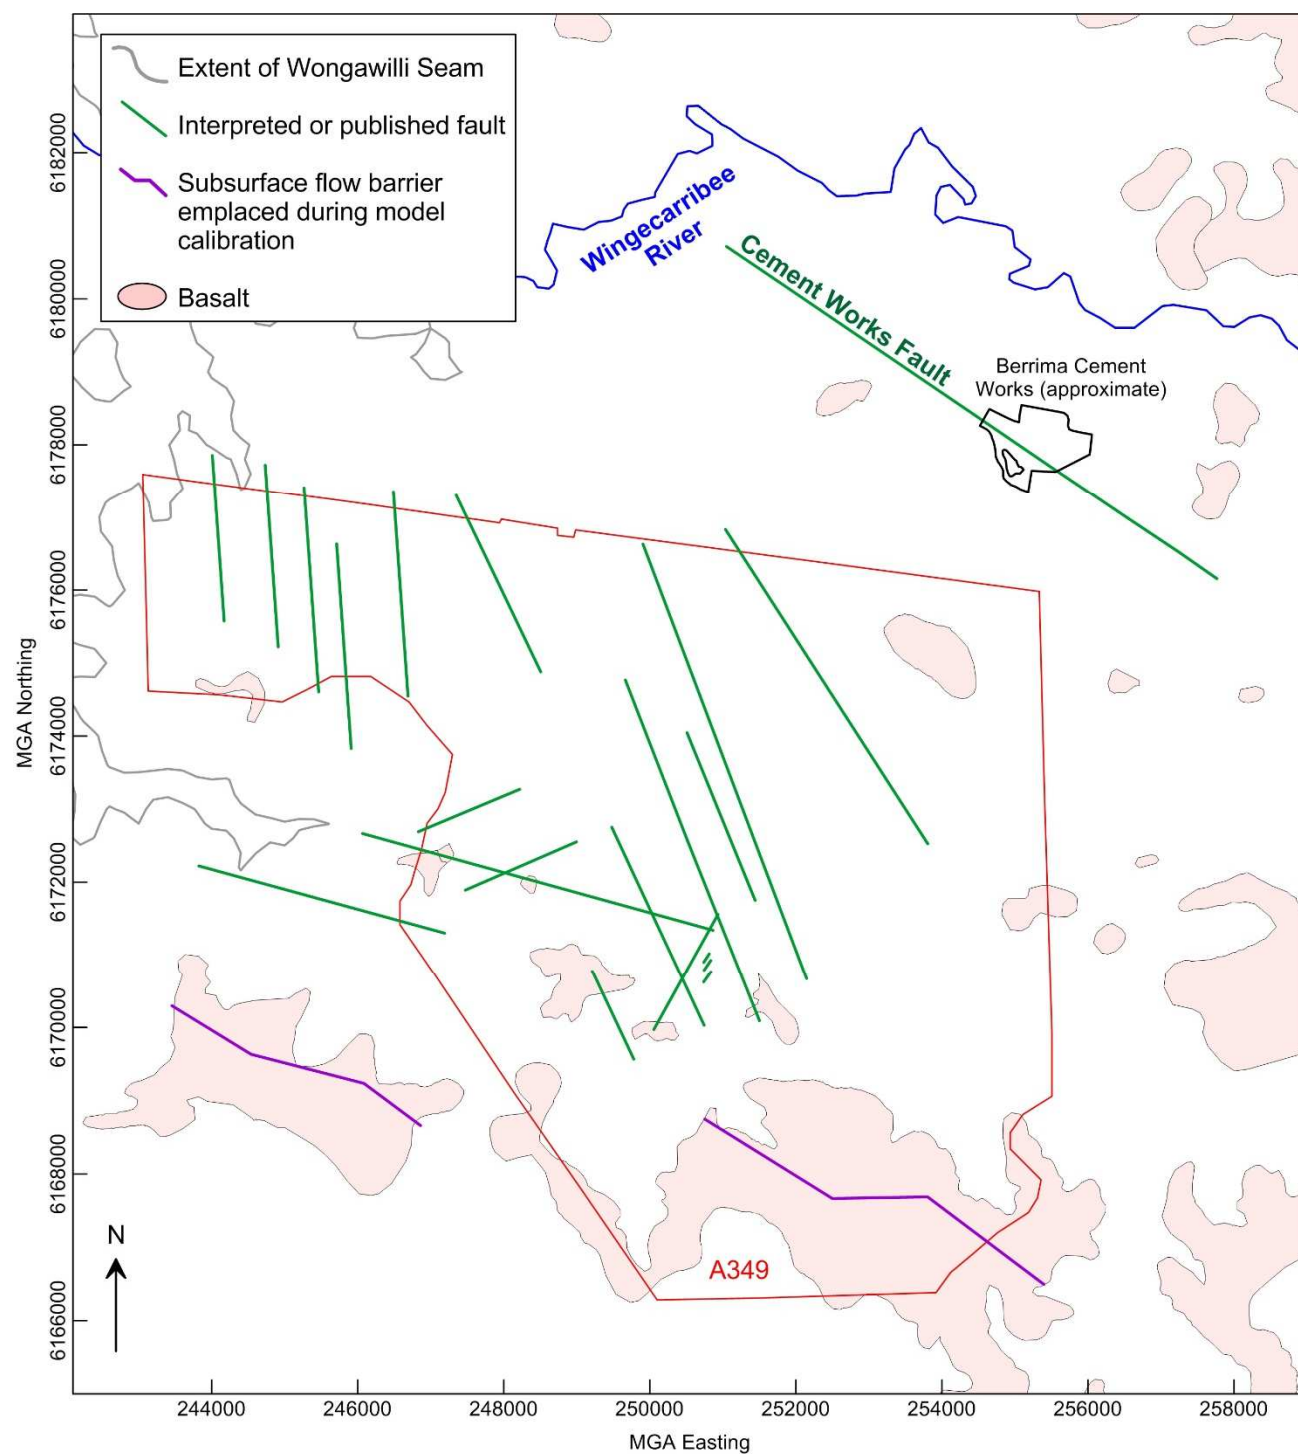 Extent of Wongawilli Seam
Interpreted or published fault
Subsurface flow barrier
emplaced during model
calibration
Basalt
Wingecarribee
River
Cement Works Fault
Berrima Cement
Works (approximate)
A349
N
MGA Northing
6182000
6180000
6178000
6176000
6174000
6172000
6170000
6168000
6166000
244000
246000
248000
250000
252000
254000
256000
258000
MGA Easting